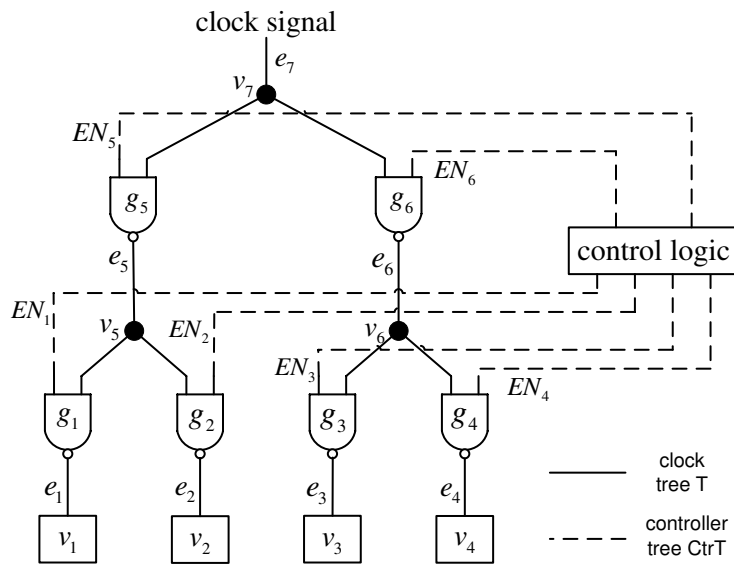 clock signal
e7
v7
EN5
EN6
g5
g6
control logic
e5
e6
EN1
v5
EN2
v6
EN3
EN4
g1
g2
g3
g4
e1
e2
e3
e4
clock
tree T
v1
v2
v3
v4
controller
tree CtrT